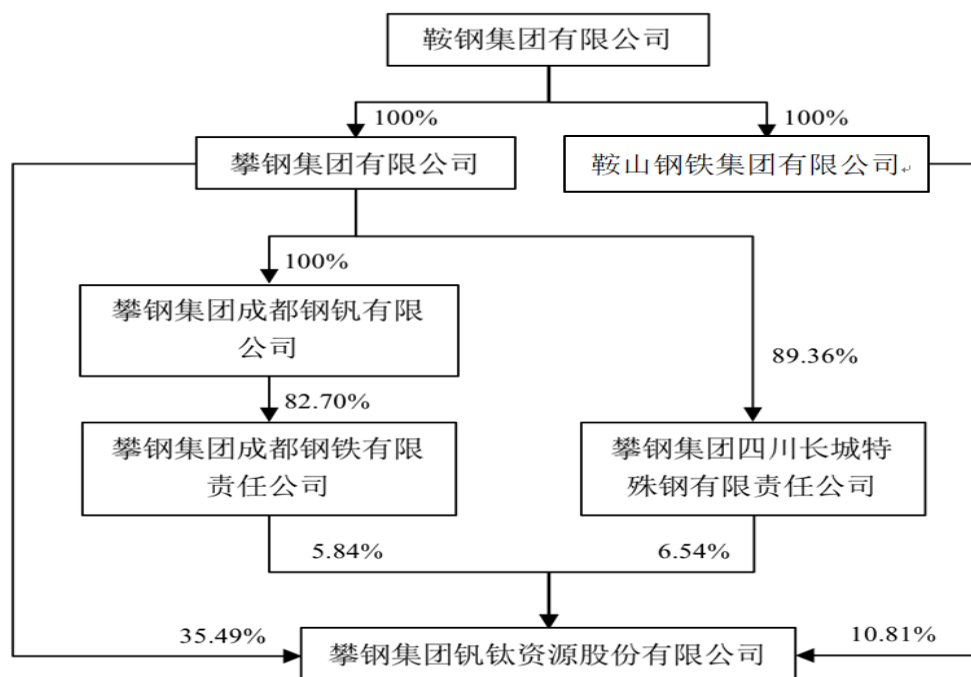 鞍钢集团有限公司
100%
100%
攀钢集团有限公司
鞍山钢铁集团有限公司
100%
攀钢集团成都钢钒有限
公司
89.36%
82.70%
攀钢集团成都钢铁有限
责任公司
攀钢集团四川长城特
殊钢有限责任公司
5.84%
6.54%
35.49%
10.81%
攀钢集团钒钛资源股份有限公司